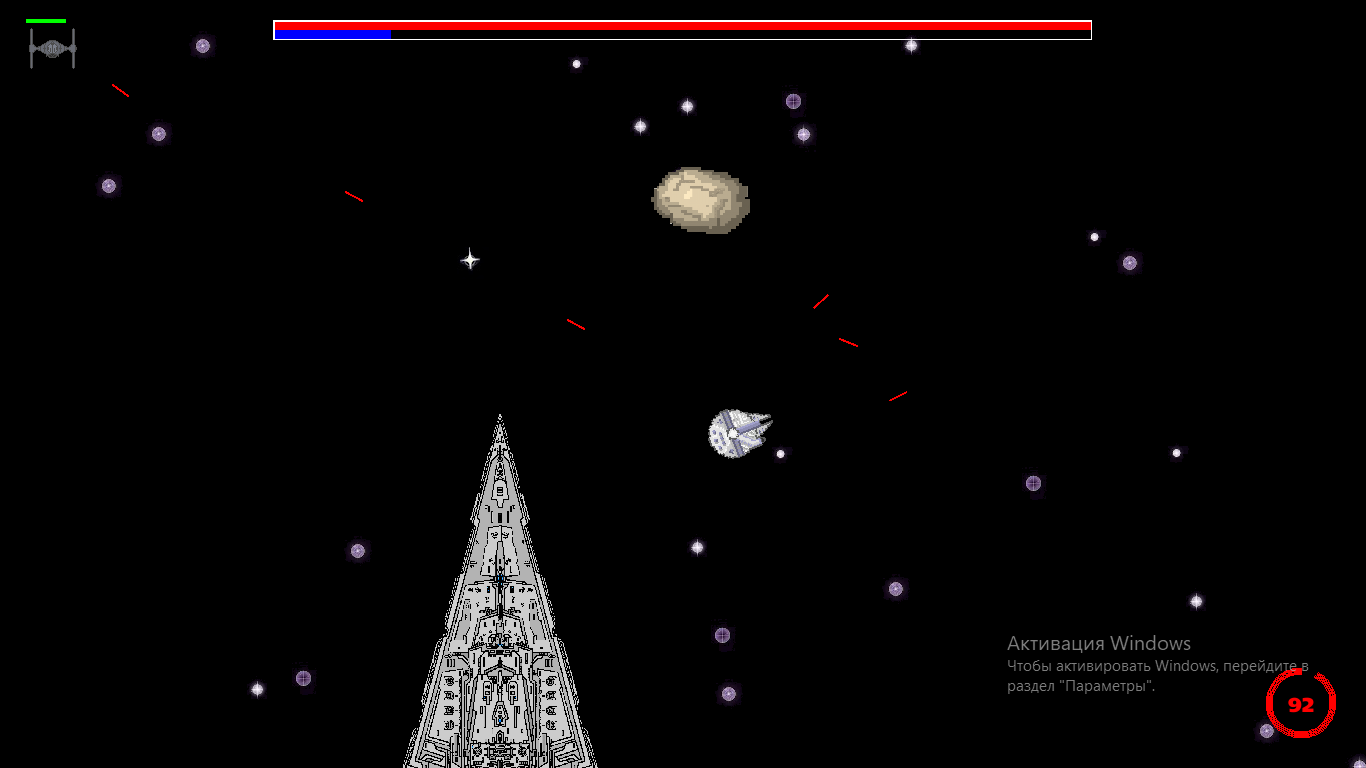 Активация Windows
Чтобы активировать Windows, перейдите в
раздел "Параметры".
92